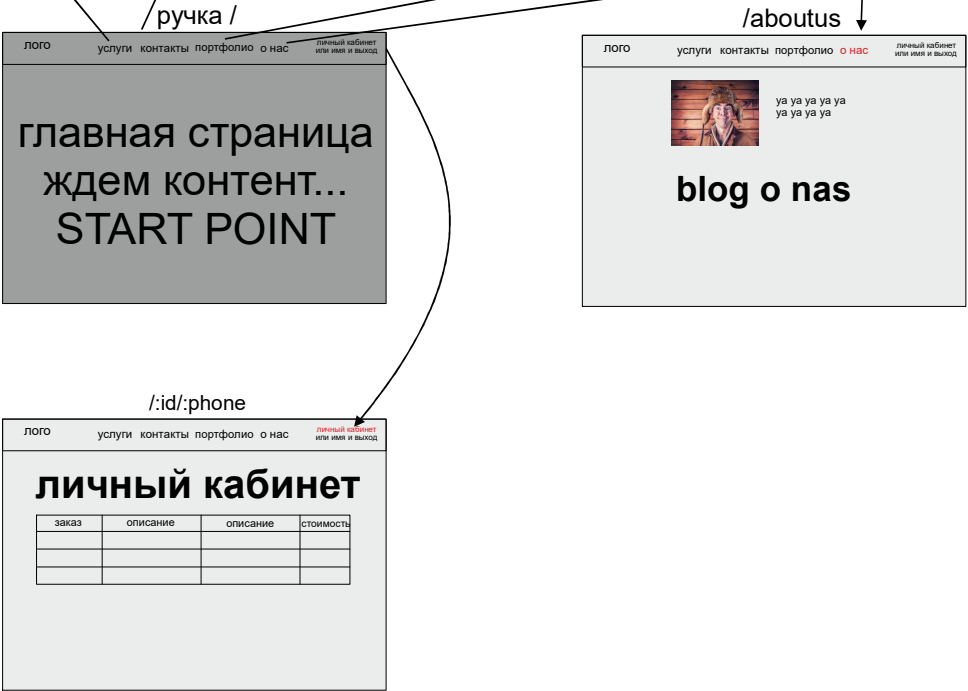 ручка /
лого
услуги контакты портфолио о нас
личный кабинет
или имя и выход
главная страница
ждем контент...
START POINT
/aboutus
лого
услуги контакты портфолио о нас
личный кабинет
или имя и выход
ya ya ya ya ya
ya ya ya ya
blog o nas
/:id/:phone
лого
услуги контакты портфолио о нас
личный кабинет
или имя и выход
личный кабинет
заказ описание описание стоимость